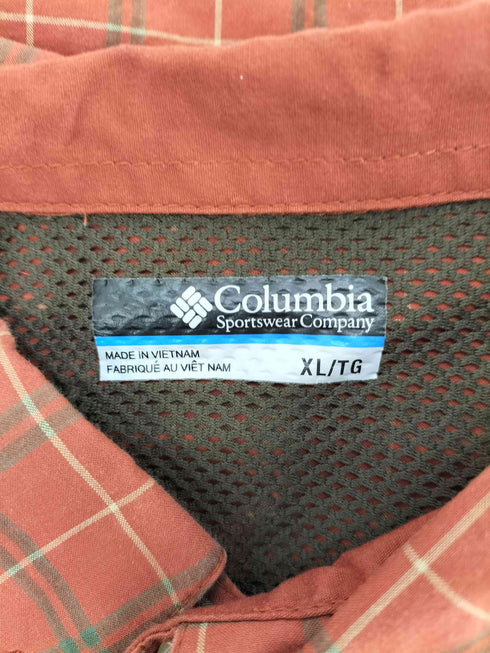 Columbia
Sportswear Company
MADE IN VIETNAM
FABRIQUÉ AU VIÊT NAM
XL/TG